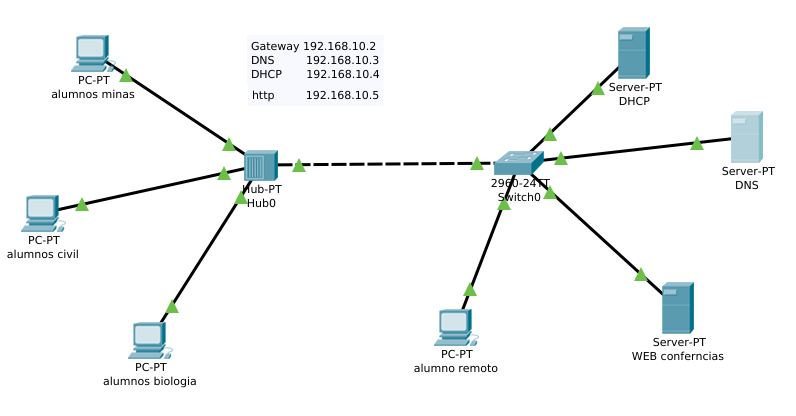 Gateway 192.168.10.2
DNS 192.168.10.3
DHCP 192.168.10.4
http 192.168.10.5
PC-PT
alumnos minas
Server-PT
DHCP
Server-PT
DNS
Hub-PT
Hub0
2960-24TT
Switch0
PC-PT
alumnos civil
PC-PT
alumnos biologia
PC-PT
alumno remoto
Server-PT
WEB conferncias